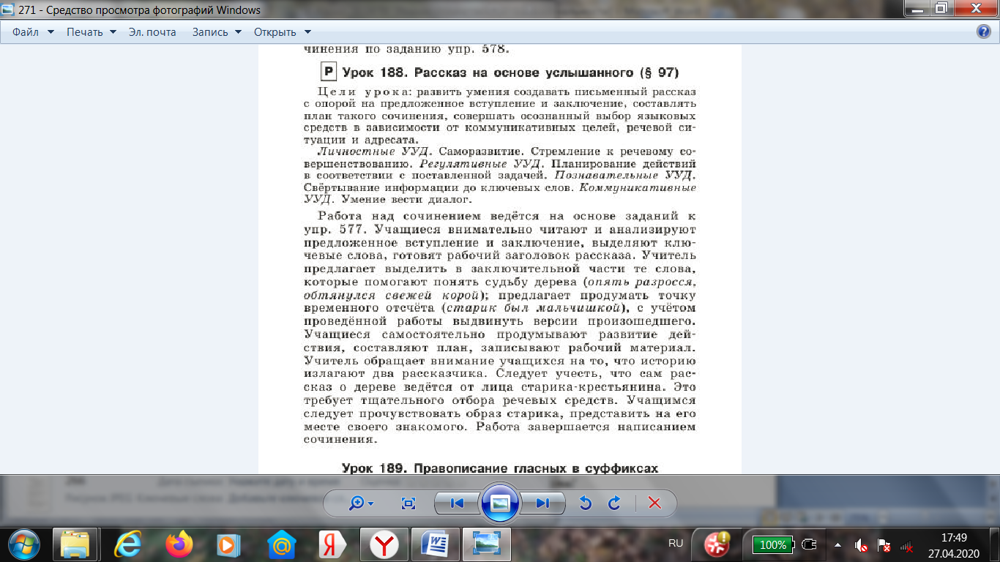 271 - Средство просмотра фотографий Windows
Файл Печать Эл. почта Запись Открыть
чинения по заданию упр. 578.
Р Урок 188. Рассказ на основе услышанного (§ 97)
Цели урока: развить умения создавать письменный рассказ
с опорой на предложенное вступление и заключение, составлять
план такого сочинения, совершать осознанный выбор языковых
средств в зависимости от коммуникативных целей, речевой си-
туации и адресата.
Личностные УУД. Саморазвитие. Стремление к речевому со-
вершенствованию. Регулятивные УУД. Планирование действий
в соответствии с поставленной задачей. Познавательные УУД.
Свёртывание информации до ключевых слов. Коммуникативные
УУД. Умение вести диалог.
Работа над сочинением ведётся на основе заданий к
упр. 577. Учащиеся внимательно читают и анализируют
предложенное вступление и заключение, выделяют клю-
чевые слова, готовят рабочий заголовок рассказа. Учитель
предлагает выделить в заключительной части те слова,
которые помогают понять судьбу дерева (опять разросся,
обтянулся свежей корой); предлагает продумать точку
временного отсчёта (старик был мальчишкой), с учётом
проведённой работы выдвинуть версии произошедшего.
Учащиеся самостоятельно продумывают развитие дей-
ствия, составляют план, записывают рабочий материал.
Учитель обращает внимание учащихся на то, что историю
излагают два рассказчика. Следует учесть, что сам рас-
сказ о дереве ведётся от лица старика-крестьянина. Это
требует тщательного отбора речевых средств. Учащимся
следует прочувствовать образ старика, представить на его
месте своего знакомого. Работа завершается написанием
сочинения.
Урок 189. Правописание гласных в суффиксах
RU
100%
17:49
27.04.2020